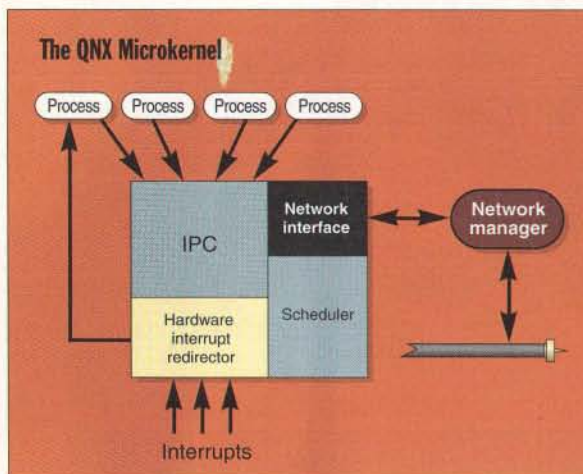 The QNX Microkernel
Process
Process
Process
Process
IPC
Network
interface
Network
manager
Hardware
interrupt
redirector
Scheduler
Interrupts